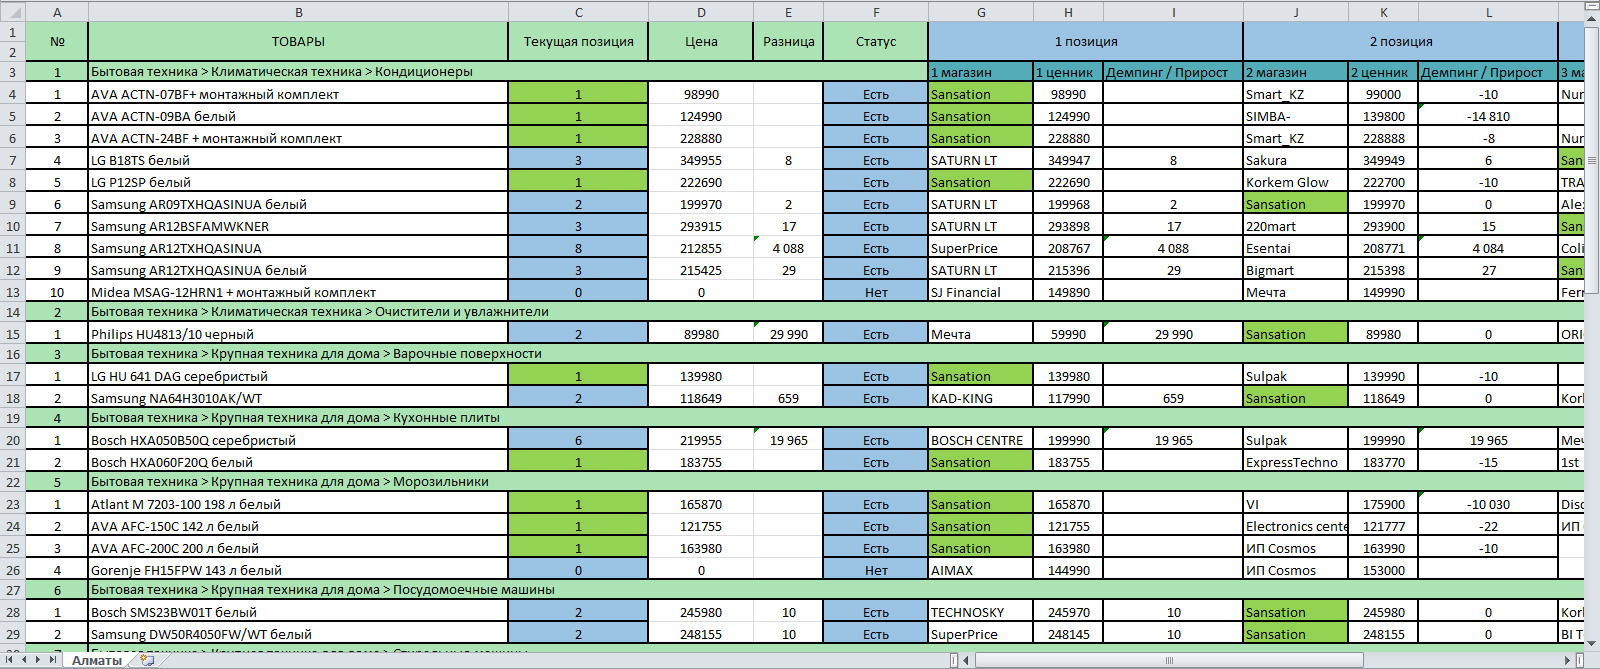 A B C D E F G H I J K L
1 № ТОВАРЫ Текущая позиция Цена Разница Статус 1 позиция 2 позиция
2
3 1 Бытовая техника > Климатическая техника > Кондиционеры 1 магазин 1 ценник Демпинг / Прирост 2 магазин 2 ценник Демпинг / Прирост 3
4 1 AVA ACTN-07BF+ монтажный комплект 1 98990 Есть Sansation 98990 Smart_KZ 99000 -10
5 2 AVA ACTN-09BA белый 1 124990 Есть Sansation 124990 SIMBA- 139800 -14 810
6 3 AVA ACTN-24BF + монтажный комплект 1 228880 Есть Sansation 228880 Smart_KZ 228888 -8
7 4 LG B18TS белый 3 349955 8 Есть SATURN LT 349947 8 Sakura 349949 6 San
8 5 LG P12SP белый 1 222690 Есть Sansation 222690 Korkem Glow 222700 -10 TRA
9 6 Samsung AR09TXHQASINUA белый 2 199970 2 Есть SATURN LT 199968 2 Sansation 199970 0 Ale
10 7 Samsung AR12BSFAMWKNER 3 293915 17 Есть SATURN LT 293898 17 220mart 293900 15 San
11 8 Samsung AR12TXHQASINUA 8 212855 4 088 Есть SuperPrice 208767 4 088 Esentai 208771 4 084 Coli
12 9 Samsung AR12TXHQASINUA белый 3 215425 29 Есть SATURN LT 215396 29 Bigmart 215398 27 San
13 10 Midea MSAG-12HRN1 + монтажный комплект 0 0 Нет SJ Financial 149890 Мечта 149990 Ferr
14 2 Бытовая техника > Климатическая техника > Очистители и увлажнители
15 1 Philips HU4813/10 черный 2 89980 29 990 Есть Мечта 59990 29 990 Sansation 89980 0 ORI
16 3 Бытовая техника > Крупная техника для дома > Варочные поверхности
17 1 LG HU 641 DAG серебристый 1 139980 Есть Sansation 139980 Sulpak 139990 -10
18 2 Samsung NA64H3010AK/WT 2 118649 659 Есть KAD-KING 117990 659 Sansation 118649 0 Kor
19 4 Бытовая техника > Крупная техника для дома > Кухонные плиты
20 1 Bosch HXA050B50Q серебристый 6 219955 19 965 Есть BOSCH CENTRE 199990 19 965 Sulpak 199990 19 965 Меч
21 2 Bosch HXA060F20Q белый 1 183755 Есть Sansation 183755 ExpressTechno 183770 -15 1st
22 5 Бытовая техника > Крупная техника для дома > Морозильники
23 1 Atlant М 7203-100 198 л белый 1 165870 Есть Sansation 165870 VI 175900 -10 030 Disc
24 2 AVA AFC-150C 142 л белый 1 121755 Есть Sansation 121755 Electronics cente 121777 -22 ИП
25 3 AVA AFC-200C 200 л белый 1 163980 Есть Sansation 163980 ИП Cosmos 163990 -10
26 4 Gorenje FH15FPW 143 л белый 0 0 Нет AIMAX 144990 ИП Cosmos 153000
27 6 Бытовая техника > Крупная техника для дома > Посудомоечные машины
28 1 Bosch SMS23BW01T белый 2 245980 10 Есть TECHNOSKY 245970 10 Sansation 245980 0 Kor
29 2 Samsung DW50R4050FW/WT белый 2 248155 10 Есть SuperPrice 248145 10 Sansation 248155 0 BI T
Алматы